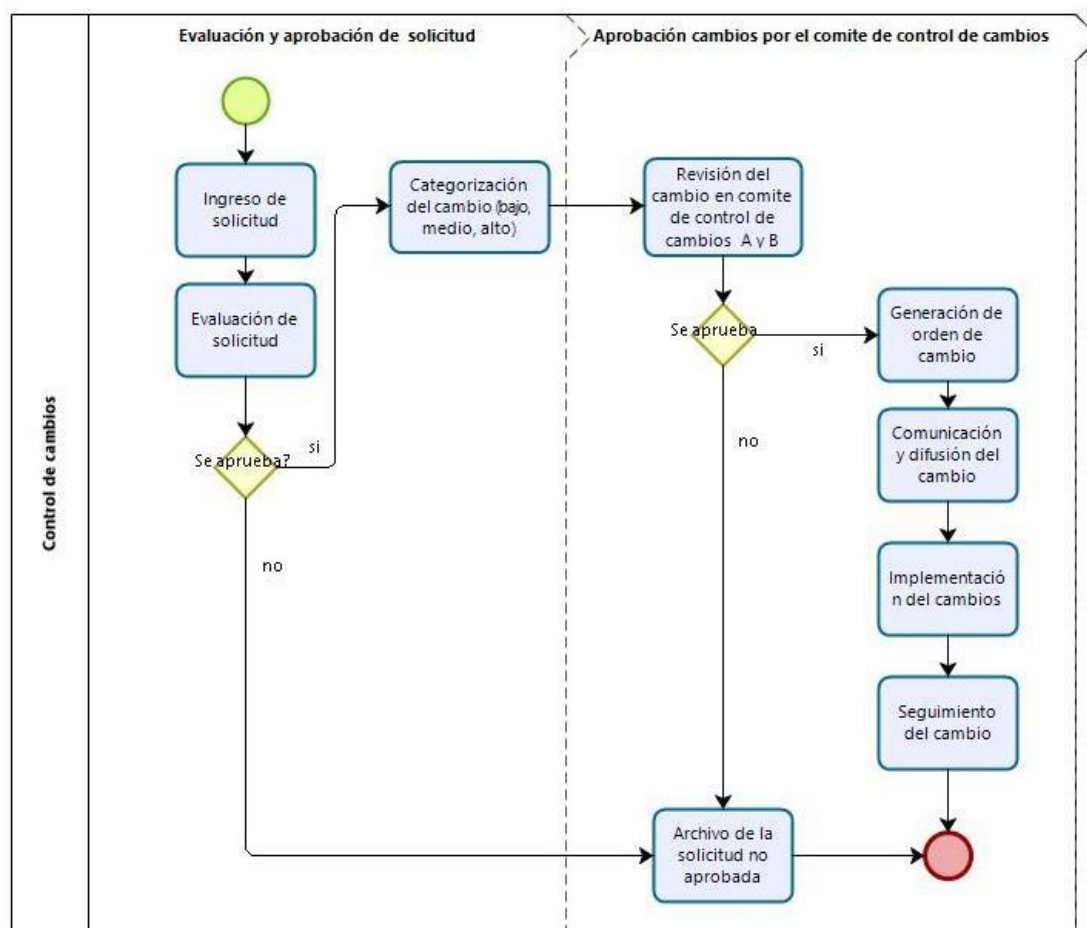 Evaluación y aprobación de solicitud
Aprobación cambios por el comite de control de cambios
Control de cambios
Ingreso de
solicitud
Evaluación de
solicitud
Se aprueba?
si
no
Categorización
del cambio (bajo,
medio, alto)
Revisión del
cambio en comite
de control de
cambios A y B
Se aprueba
si
no
Generación de
orden de
cambio
Comunicación
y difusión del
cambio
Implementació
n del cambios
Seguimiento
del cambio
Archivo de la
solicitud no
aprobada